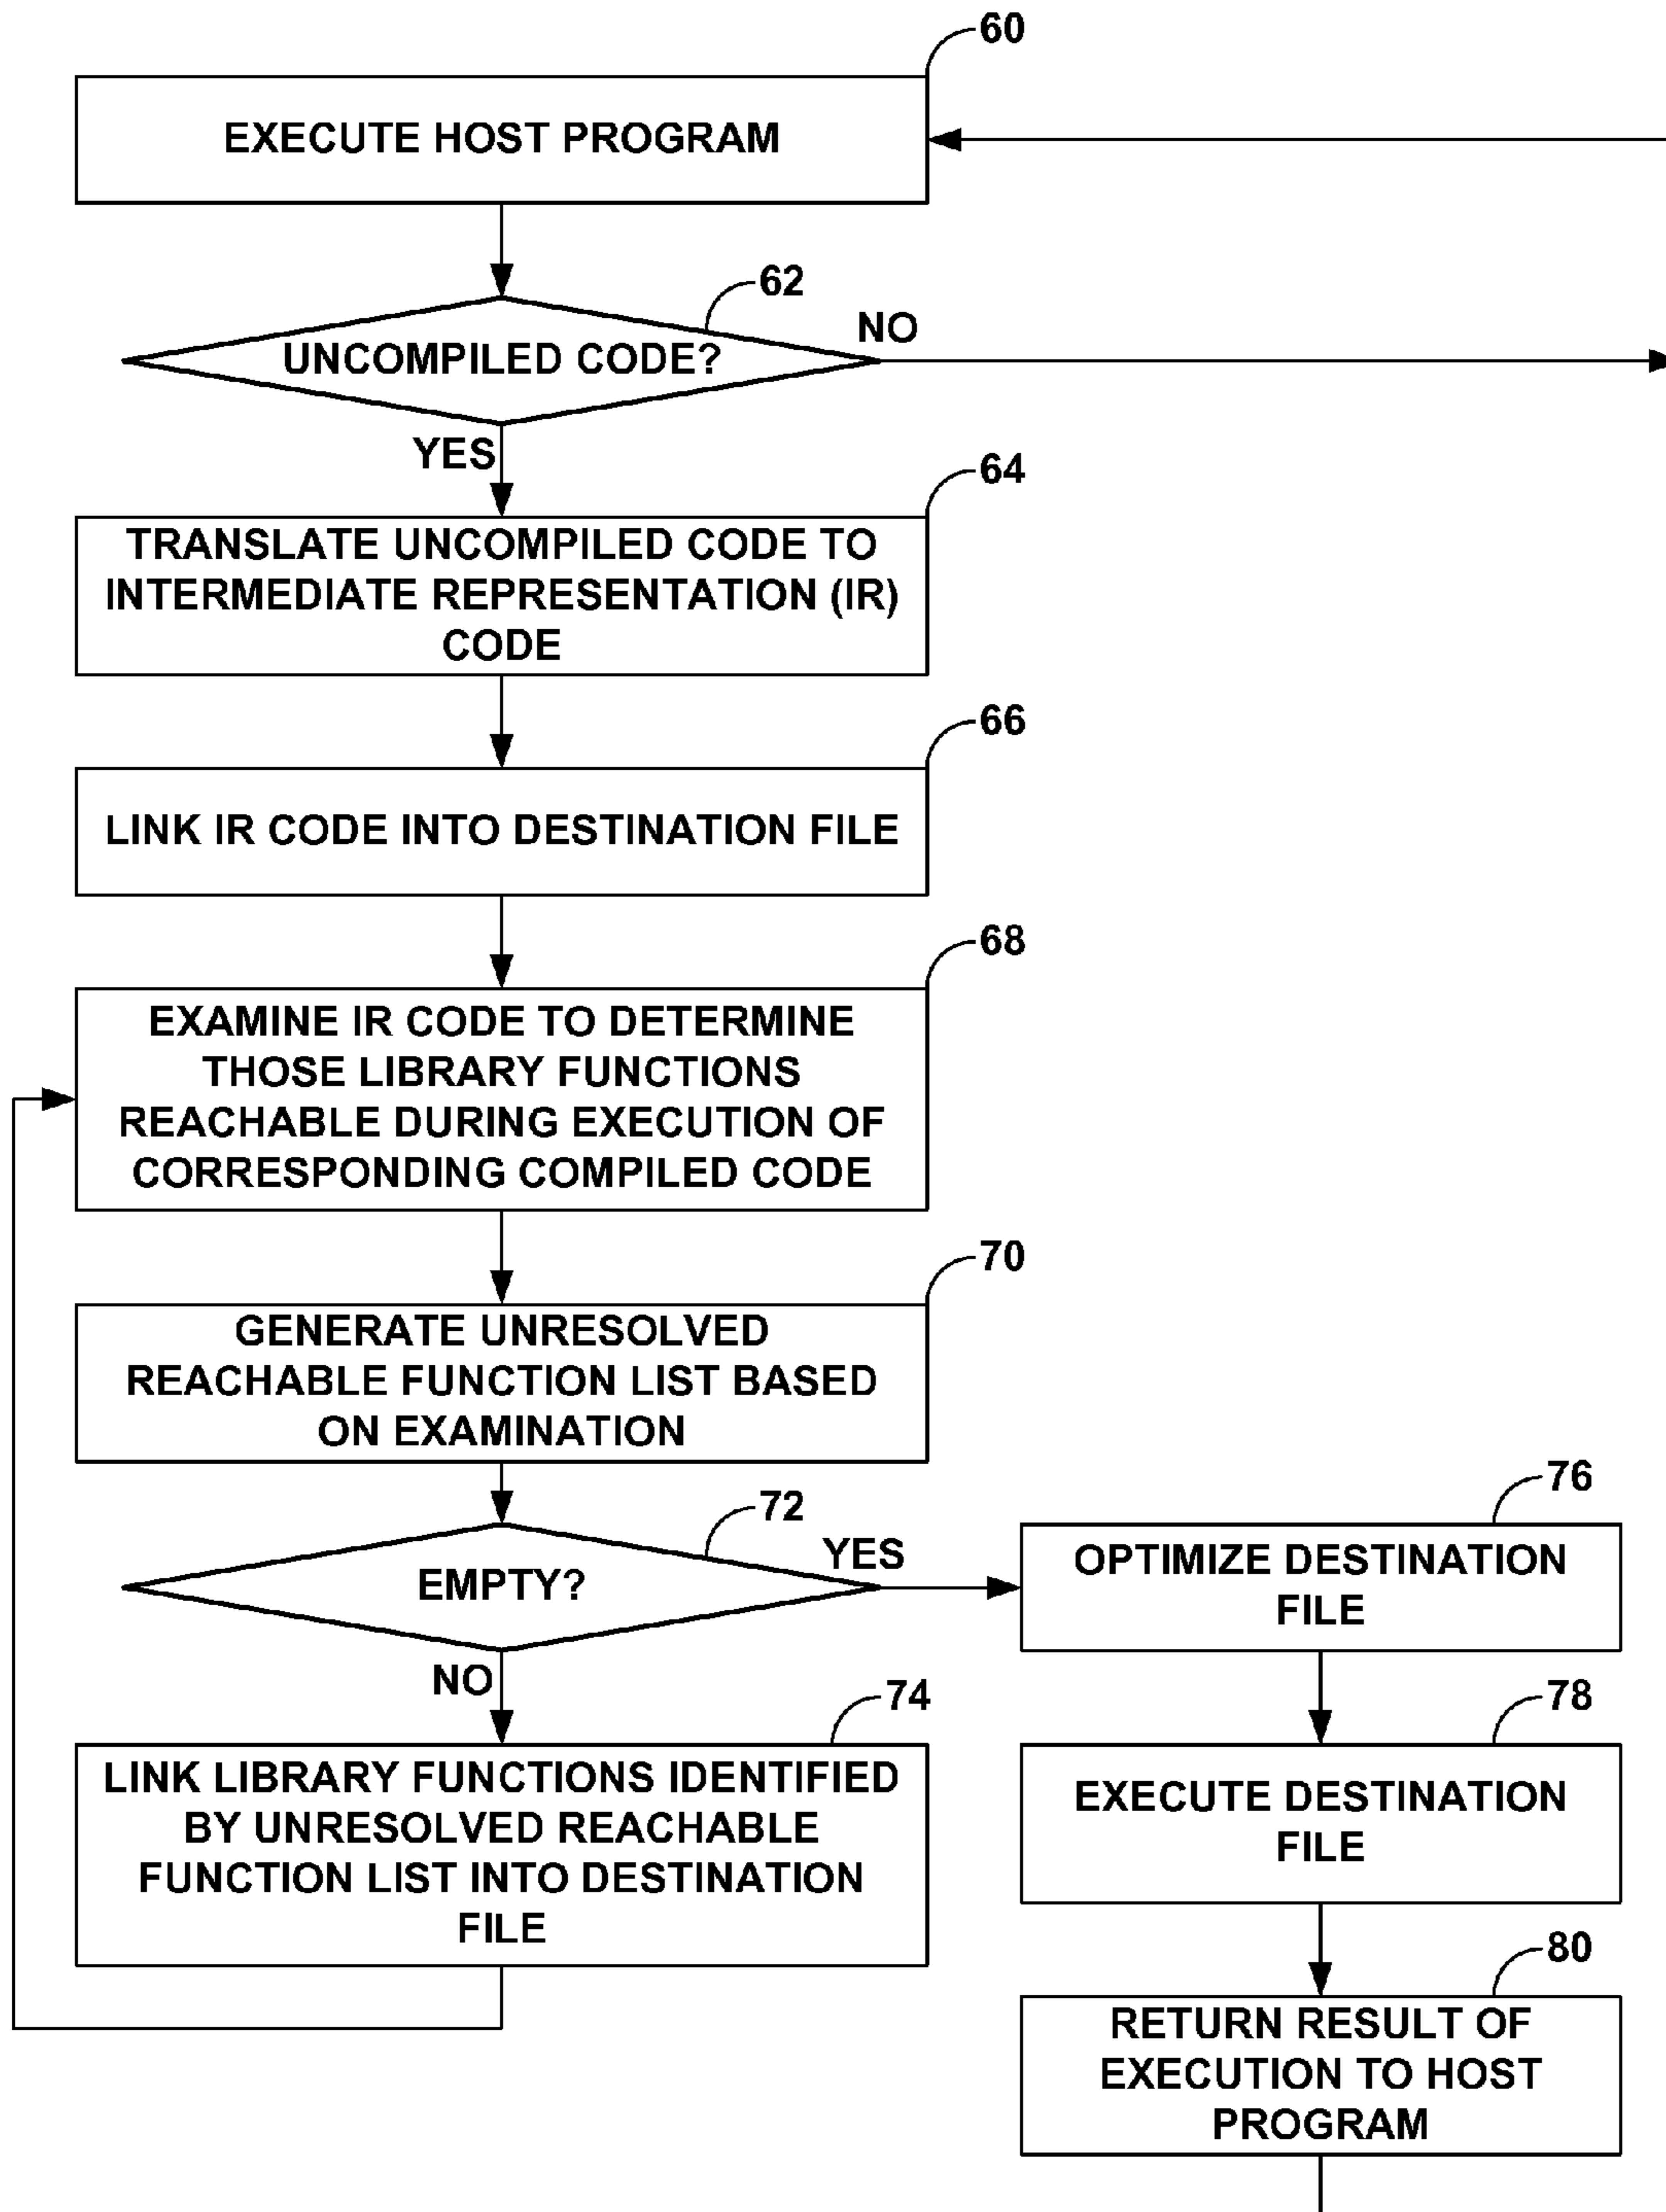 60
EXECUTE HOST PROGRAM
62
UNCOMPILED CODE?
NO
YES
64
TRANSLATE UNCOMPILED CODE TO
INTERMEDIATE REPRESENTATION (IR)
CODE
66
LINK IR CODE INTO DESTINATION FILE
68
EXAMINE IR CODE TO DETERMINE
THOSE LIBRARY FUNCTIONS
REACHABLE DURING EXECUTION OF
CORRESPONDING COMPILED CODE
70
GENERATE UNRESOLVED
REACHABLE FUNCTION LIST BASED
ON EXAMINATION
72
EMPTY?
YES
NO
74
LINK LIBRARY FUNCTIONS IDENTIFIED
BY UNRESOLVED REACHABLE
FUNCTION LIST INTO DESTINATION
FILE
76
OPTIMIZE DESTINATION
FILE
78
EXECUTE DESTINATION
FILE
80
RETURN RESULT OF
EXECUTION TO HOST
PROGRAM